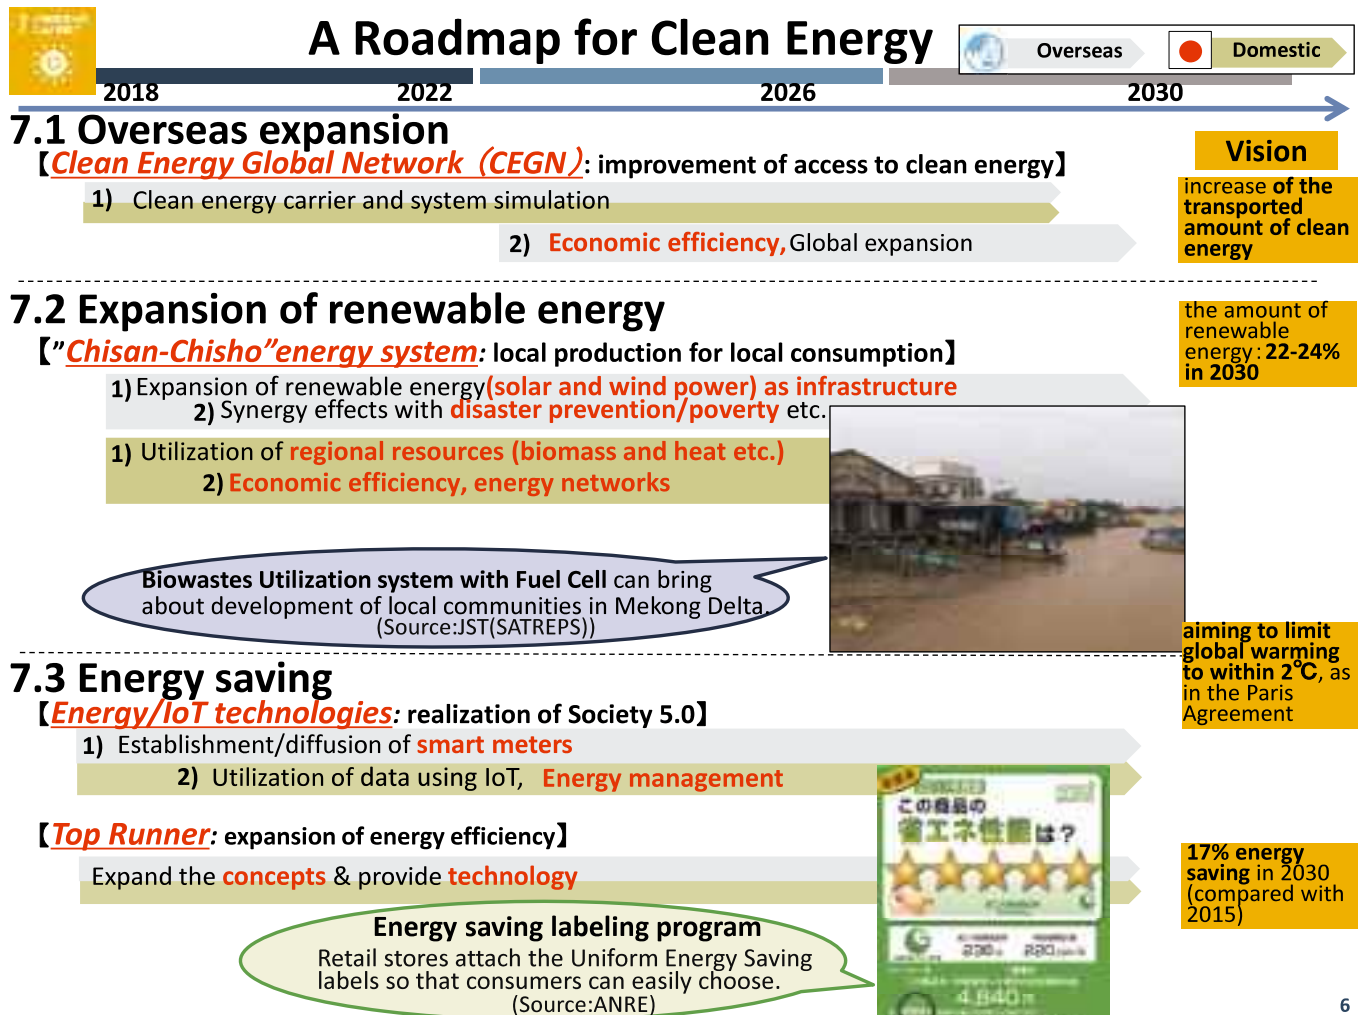 A Roadmap for Clean Energy
Overseas
Domestic
2018 2022 2026 2030
7.1 Overseas expansion
【Clean Energy Global Network（CEGN）: improvement of access to clean energy】
1) Clean energy carrier and system simulation
2) Economic efficiency, Global expansion
Vision
increase of the
transported
amount of clean
energy
7.2 Expansion of renewable energy
【”Chisan-Chisho”energy system: local production for local consumption】
1) Expansion of renewable energy(solar and wind power) as infrastructure
2) Synergy effects with disaster prevention/poverty etc.
1) Utilization of regional resources (biomass and heat etc.)
2) Economic efficiency, energy networks
the amount of
renewable
energy：22-24%
in 2030
Biowastes Utilization system with Fuel Cell can bring
about development of local communities in Mekong Delta.
(Source:JST(SATREPS))
7.3 Energy saving
【Energy/IoT technologies: realization of Society 5.0】
1) Establishment/diffusion of smart meters
2) Utilization of data using IoT, Energy management
aiming to limit
global warming
to within 2℃, as
in the Paris
Agreement
【Top Runner: expansion of energy efficiency】
Expand the concepts & provide technology
17% energy
saving in 2030
(compared with
2015)
Energy saving labeling program
Retail stores attach the Uniform Energy Saving
labels so that consumers can easily choose.
(Source:ANRE)
この商品の
省エネ性能は？
4,840
6